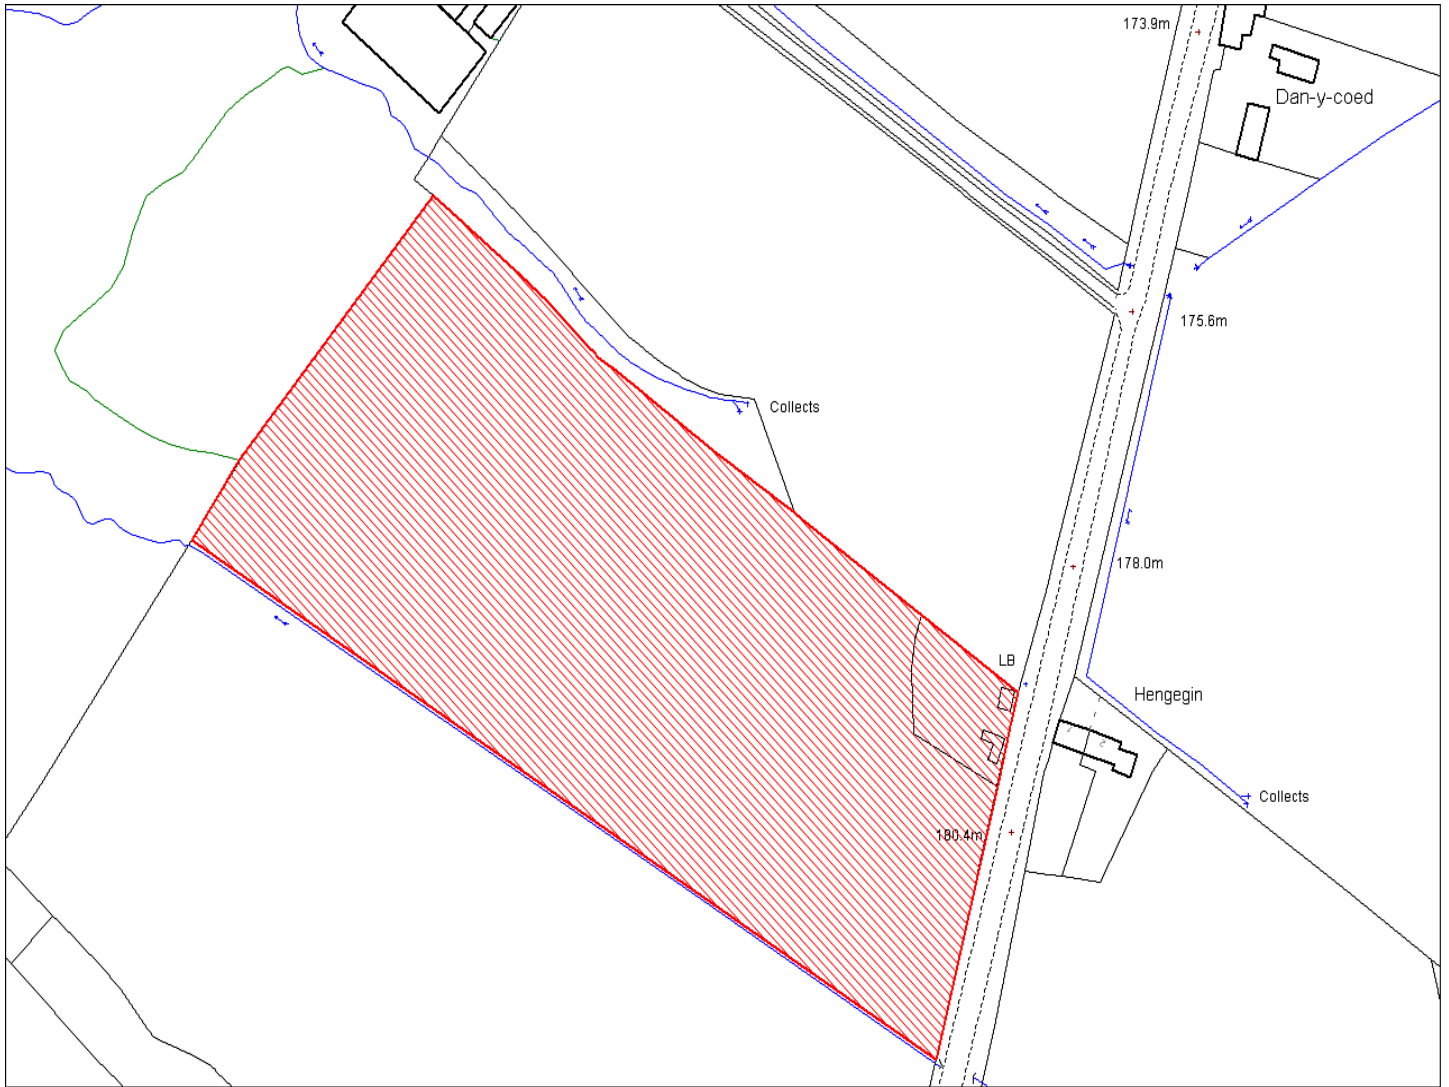 173.9m
Dan-y-coed
175.6m
Collects
178.0m
LB
Hengegin
Collects
180.4m